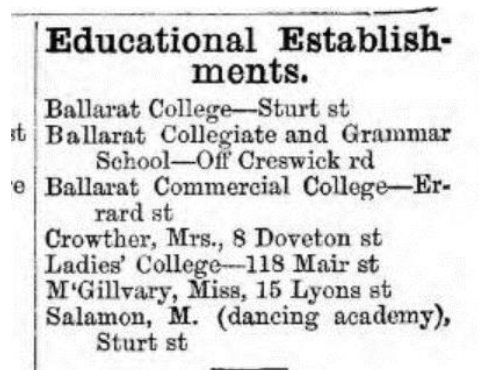 Educational Establish-
ments.
Ballarat College—Sturt st
st Ballarat Collegiate and Grammar
School—Off Creswick rd
e Ballarat Commercial College—Er-
rard st
Crowther, Mrs., 8 Doveton st
Ladies' College—118 Mair st
M‘Gillvary, Miss, 15 Lyons st
Salamon, M. (dancing academy),
Sturt st